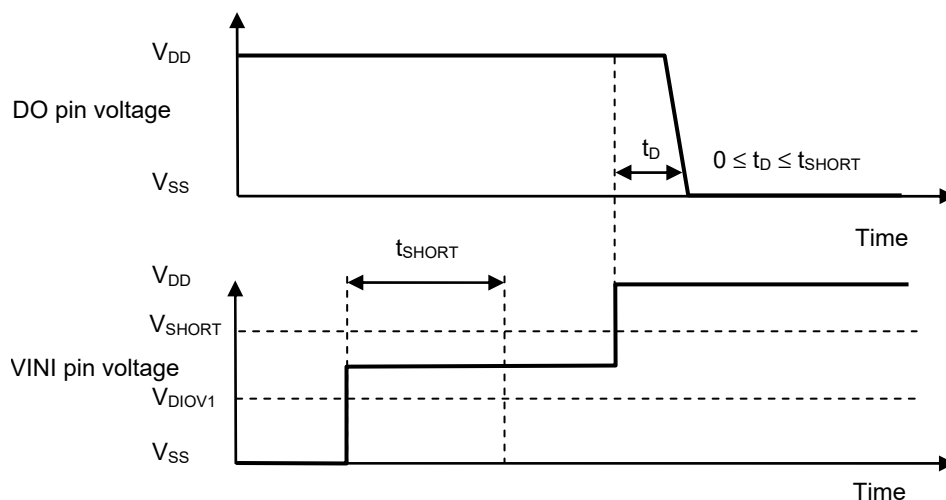 V_DD
DO pin voltage
V_SS
t_D
0 ≤ t_D ≤ t_SHORT
Time
t_SHORT
V_DD
V_SHORT
VINI pin voltage
V_DIOV1
V_SS
Time